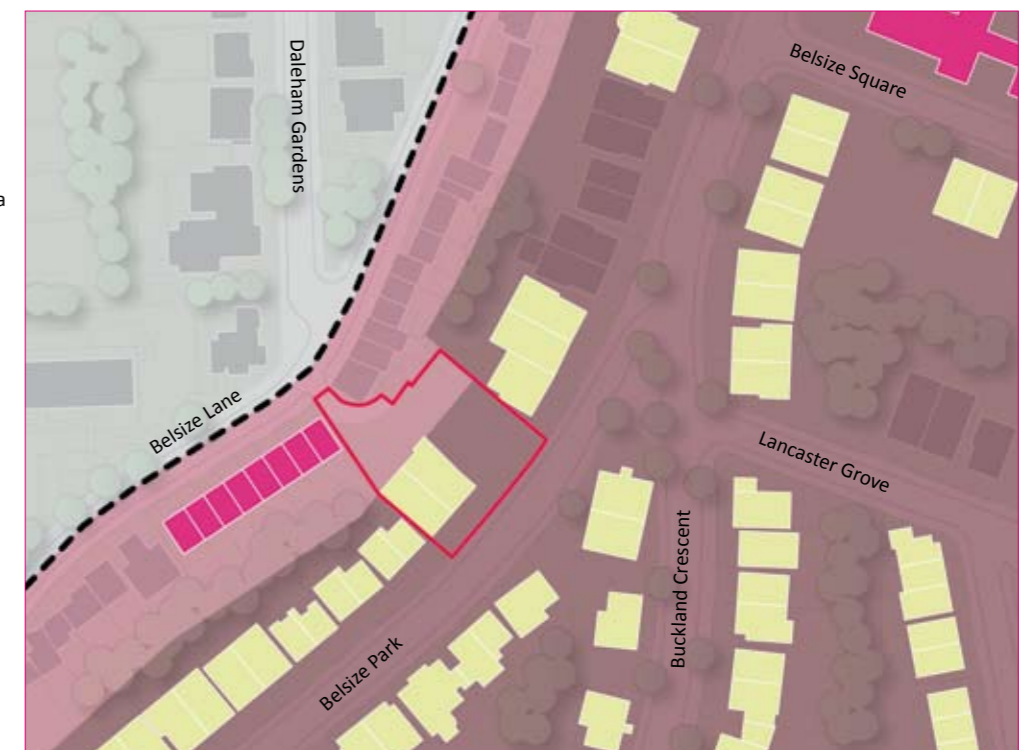 Daleham Gardens
Belsize Square
a
Belsize Lane
Lancaster Grove
Buckland Crescent
Belsize Park